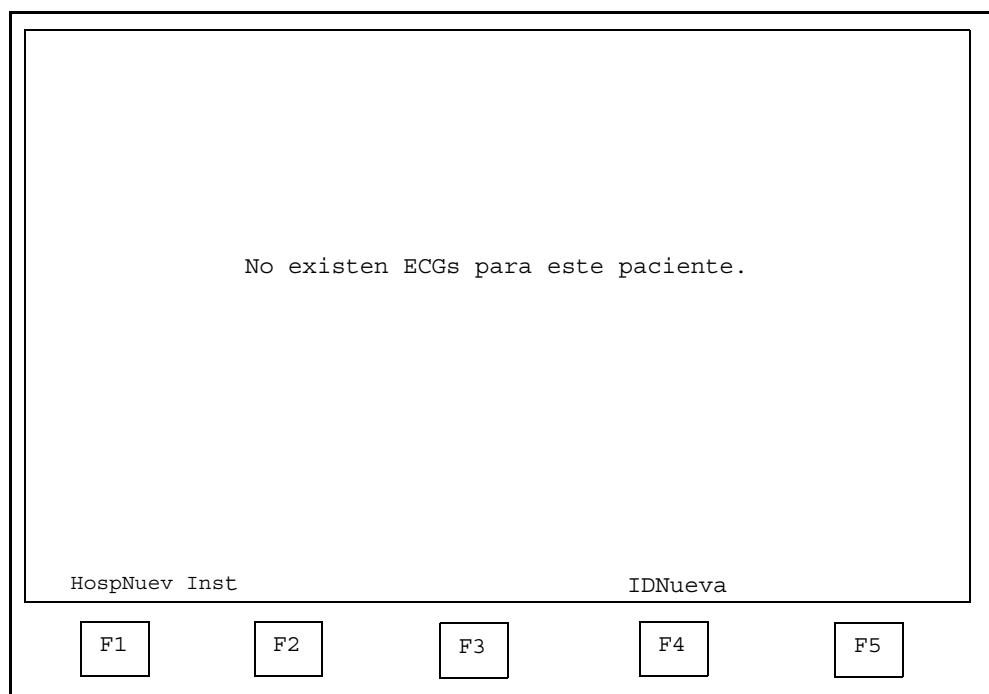 No existen ECGs para este paciente.
HospNuev Inst IDNueva
F1 F2 F3 F4 F5